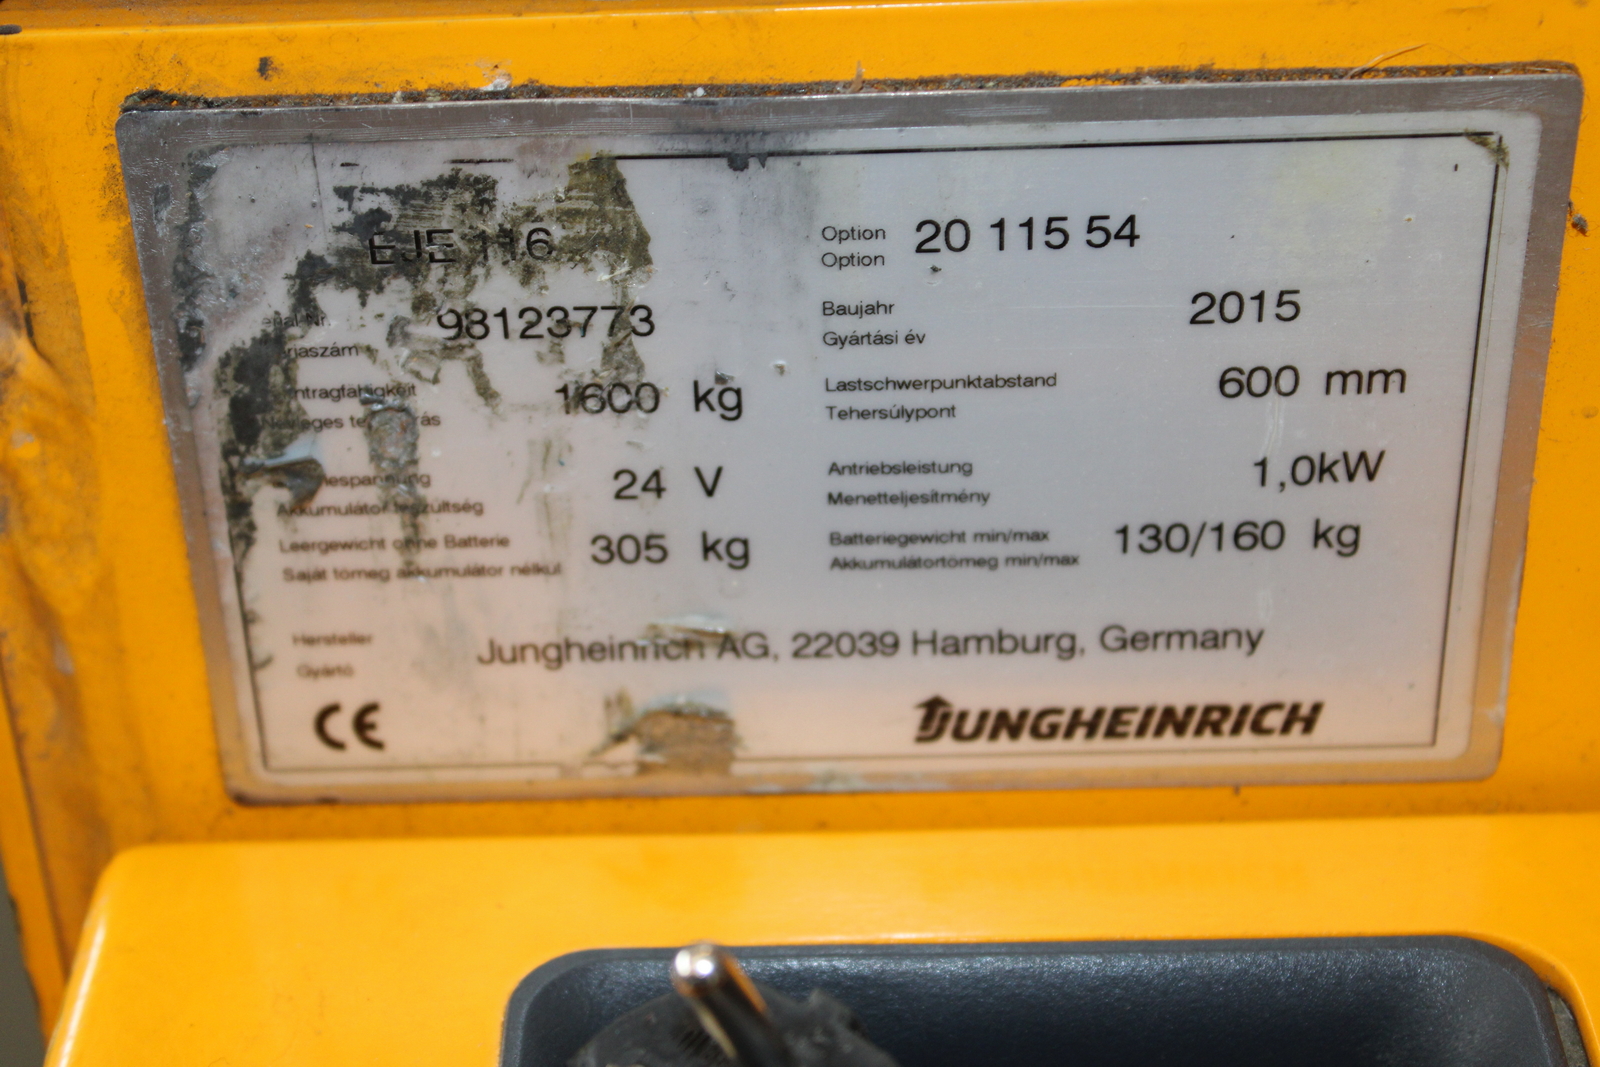 EJE 116
Option 20 115 54
Option
98123773
Baujahr 2015
Gyártási év
1600 kg
Lastschwerpunktabstand 600 mm
Tehersúlypont
24 V
Akkumulátor feszültség
Antriebsleistung 1,0kW
Menetteljesítmény
Leergewicht ohne Batterie 305 kg
Saját tömeg akkumulátor nélkül
Batteriegewicht min/max 130/160 kg
Akkumulátortömeg min/max
Hersteller Jungheinrich AG, 22039 Hamburg, Germany
Gyártó
CE JUNGHEINRICH